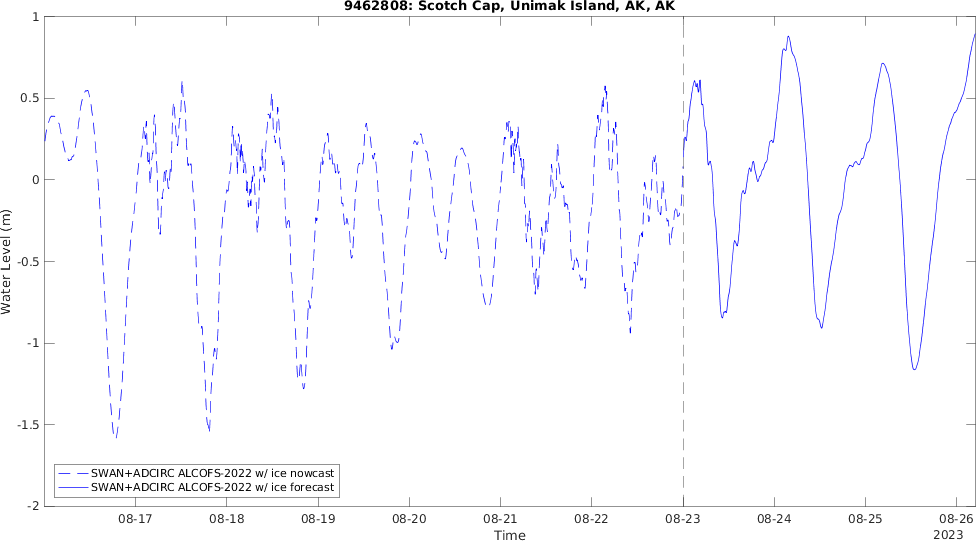 9462808: Scotch Cap, Unimak Island, AK, AK
1
0.5
0
-0.5
-1
-1.5
-2
Water Level (m)
SWAN+ADCIRC ALCOFS-2022 w/ ice nowcast
SWAN+ADCIRC ALCOFS-2022 w/ ice forecast
08-17 08-18 08-19 08-20 08-21 08-22 08-23 08-24 08-25 08-26
2023
Time